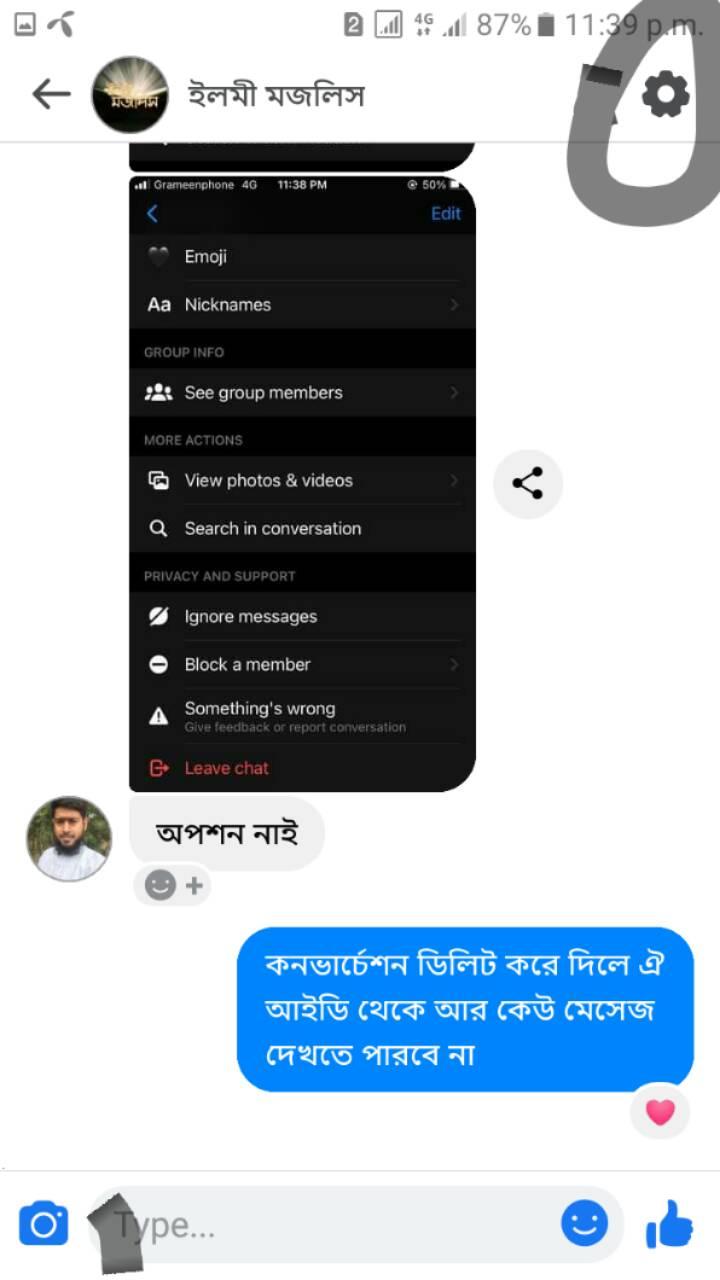 2 4G 87% 11:39 p.m.
ইলমী মজলিস
মজলিস
Grameenphone 4G 11:38 PM 50%
Edit
Emoji
Aa Nicknames
GROUP INFO
See group members
MORE ACTIONS
View photos & videos
Search in conversation
PRIVACY AND SUPPORT
Ignore messages
Block a member
Something's wrong
Give feedback or report conversation
Leave chat
অপশন নাই
কনভার্চেশন ডিলিট করে দিলে ঐ
আইডি থেকে আর কেউ মেসেজ
দেখতে পারবে না
Type...